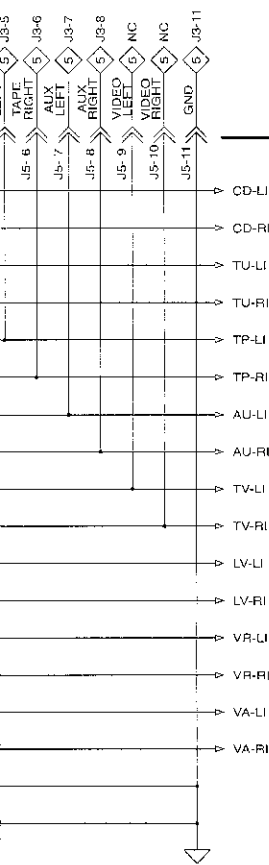 J3-5
J3-6
J3-7
J3-8
NC
NC
J3-11
5
5
5
5
5
5
5
TAPE
RIGHT
AUX
LEFT
AUX
RIGHT
VIDEO
LEFT
VIDEO
RIGHT
GND
J5-6
J5-7
J5-8
J5-9
J5-10
J5-11
CD-LI
CD-RI
TU-LI
TU-RI
TP-LI
TP-RI
AU-LI
AU-RI
TV-LI
TV-RI
LV-LI
LV-RI
VR-LI
VR-RI
VA-LI
VA-RI